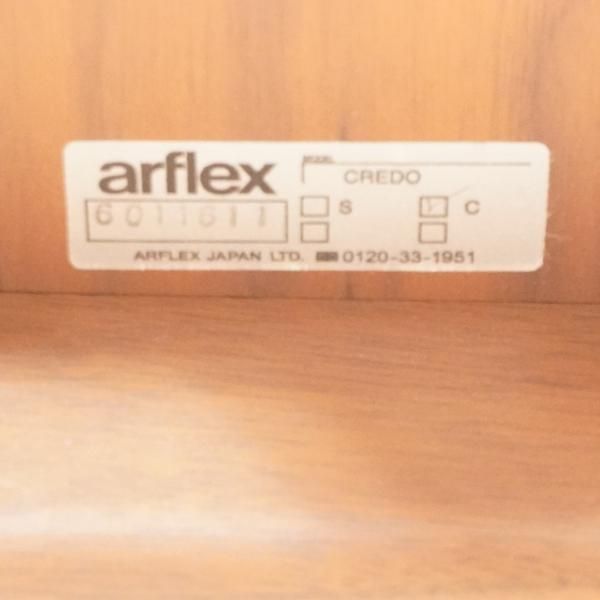 arflex
MODEL
CREDO
6011611
S
C
ARFLEX JAPAN LTD. 0120-33-1951